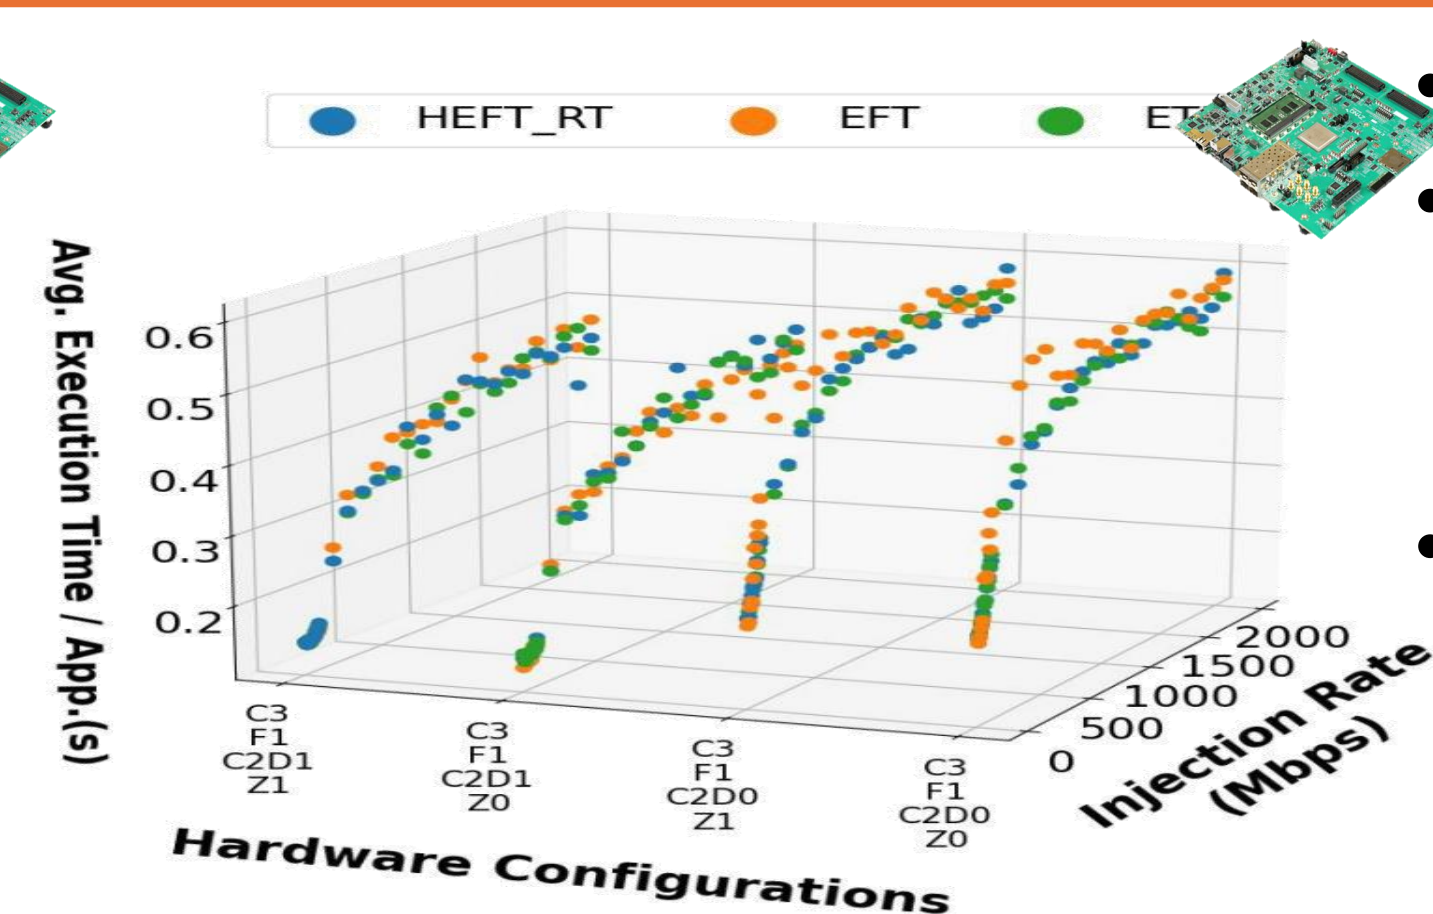 HEFT_RT
EFT
Avg. Execution Time / App.(s)
0.6
0.5
0.4
0.3
0.2
C3
F1
C2D1
Z1
C3
F1
C2D1
Z0
C3
F1
C2D0
Z1
C3
F1
C2D0
Z0
Hardware Configurations
0
500
1000
1500
2000
Injection Rate
(Mbps)